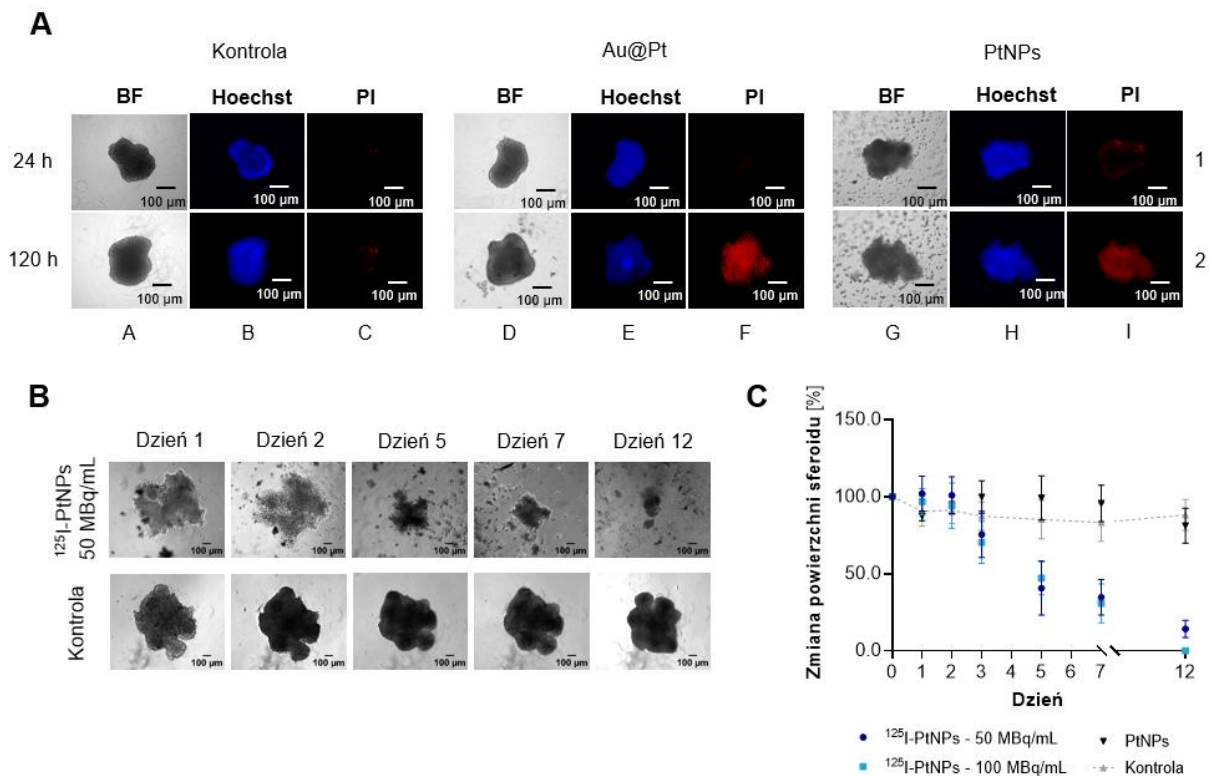 A
Kontrola
Au@Pt
PtNPs
BF Hoechst PI
BF Hoechst PI
BF Hoechst PI
24 h
100 µm 100 µm 100 µm
100 µm 100 µm 100 µm
100 µm 100 µm 100 µm
1
120 h
100 µm 100 µm 100 µm
100 µm 100 µm 100 µm
100 µm 100 µm 100 µm
2
A B C D E F G H I
B
Dzień 1 Dzień 2 Dzień 5 Dzień 7 Dzień 12
¹²⁵I-PtNPs
50 MBq/mL
100 µm 100 µm 100 µm 100 µm 100 µm
Kontrola
100 µm 100 µm 100 µm 100 µm 100 µm
C
Zmiana powierzchni sferoidu [%]
150.0
100.0
50.0
0.0
0 1 2 3 4 5 6 7 12
Dzień
¹²⁵I-PtNPs - 50 MBq/mL
PtNPs
¹²⁵I-PtNPs - 100 MBq/mL
Kontrola